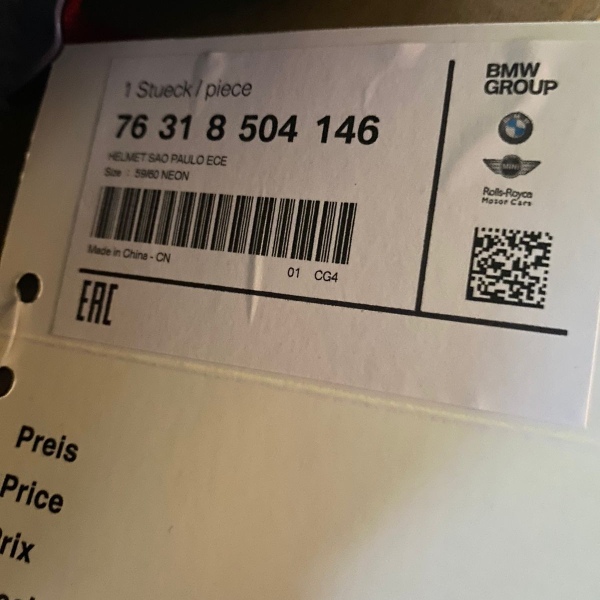 1 Stueck / piece
76 31 8 504 146
HELMET SAO PAULO ECE
Size : 59/60 NEON
Made in China - CN
01 CG4
EAC
BMW
GROUP
MINI
Rolls-Royce
Motor Cars
Preis
Price
Prix